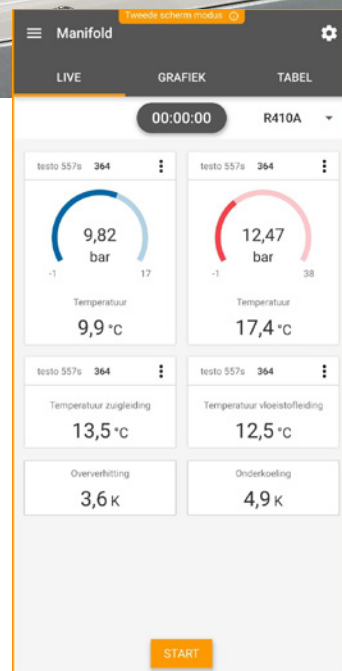 Tweede scherm modus
Manifold
LIVE GRAFIEK TABEL
00:00:00 R410A
testo 557s 364
9,82
bar
-1 17
Temperatuur
9,9 °C
testo 557s 364
12,47
bar
-1 38
Temperatuur
17,4 °C
testo 557s 364
Temperatuur zuigleiding
13,5 °C
testo 557s 364
Temperatuur vloeistofleiding
12,5 °C
Oververhitting
3,6 K
Onderkoeling
4,9 K
START